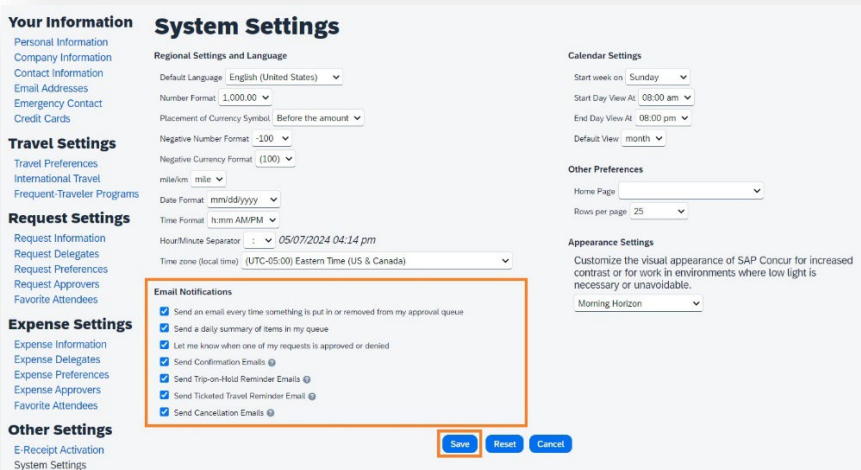 Your Information
Personal Information
Company Information
Contact Information
Email Addresses
Emergency Contact
Credit Cards
Travel Settings
Travel Preferences
International Travel
Frequent-Traveler Programs
Request Settings
Request Information
Request Delegates
Request Preferences
Request Approvers
Favorite Attendees
Expense Settings
Expense Information
Expense Delegates
Expense Preferences
Expense Approvers
Favorite Attendees
Other Settings
E-Receipt Activation
System Settings
System Settings
Regional Settings and Language
Default Language English (United States)
Number Format 1,000.00
Placement of Currency Symbol Before the amount
Negative Number Format -100
Negative Currency Format (100)
mile/km mile
Date Format mm/dd/yyyy
Time Format h:mm AM/PM
Hour/Minute Separator : 05/07/2024 04:14 pm
Time zone (local time) (UTC-05:00) Eastern Time (US & Canada)
Email Notifications
Send an email every time something is put in or removed from my approval queue
Send a daily summary of items in my queue
Let me know when one of my requests is approved or denied
Send Confirmation Emails
Send Trip-on-Hold Reminder Emails
Send Ticketed Travel Reminder Email
Send Cancellation Emails
Calendar Settings
Start week on Sunday
Start Day View At 08:00 am
End Day View At 08:00 pm
Default View month
Other Preferences
Home Page
Rows per page 25
Appearance Settings
Customize the visual appearance of SAP Concur for increased
contrast or for work in environments where low light is
necessary or unavoidable.
Morning Horizon
Save Reset Cancel